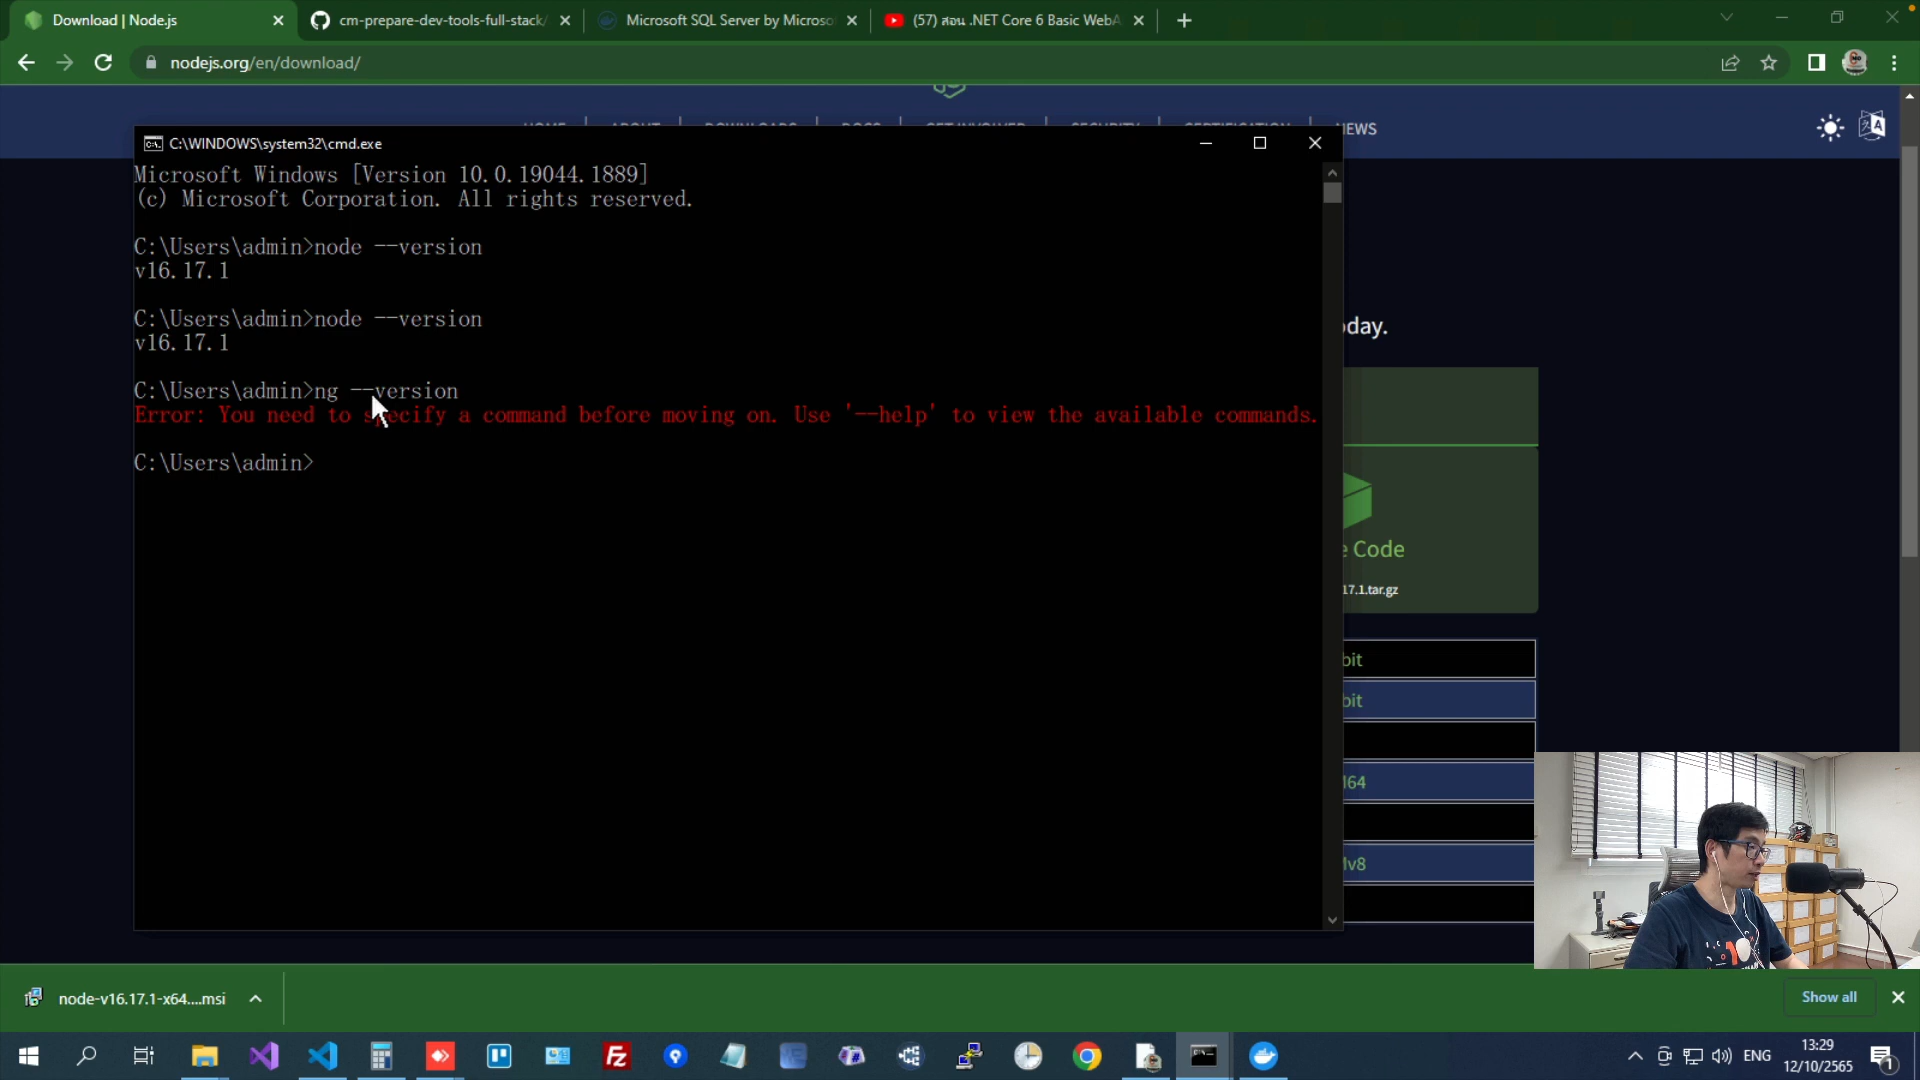 Download | Node.js
cm-prepare-dev-tools-full-stack/
Microsoft SQL Server by Microso
(57) สอน .NET Core 6 Basic WebA
nodejs.org/en/download/
NEWS
C:\WINDOWS\system32\cmd.exe
Microsoft Windows [Version 10.0.19044.1889]
(c) Microsoft Corporation. All rights reserved.
C:\Users\admin>node --version
v16.17.1
C:\Users\admin>node --version
v16.17.1
C:\Users\admin>ng --version
Error: You need to specify a command before moving on. Use '--help' to view the available commands.
C:\Users\admin>
oday.
e Code
17.1.tar.gz
bit
bit
M64
Mv8
node-v16.17.1-x64....msi
Show all
ENG
13:29
12/10/2565
1